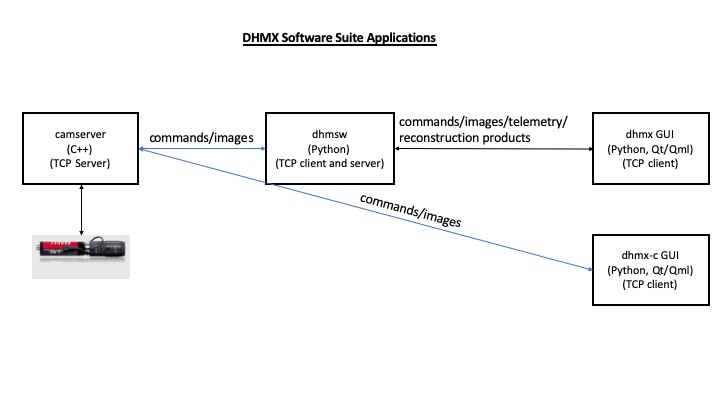 DHMX Software Suite Applications
camserver
(C++)
(TCP Server)
commands/images
dhmsw
(Python)
(TCP client and server)
commands/images/telemetry/
reconstruction products
dhmx GUI
(Python, Qt/Qml)
(TCP client)
commands/images
dhmx-c GUI
(Python, Qt/Qml)
(TCP client)